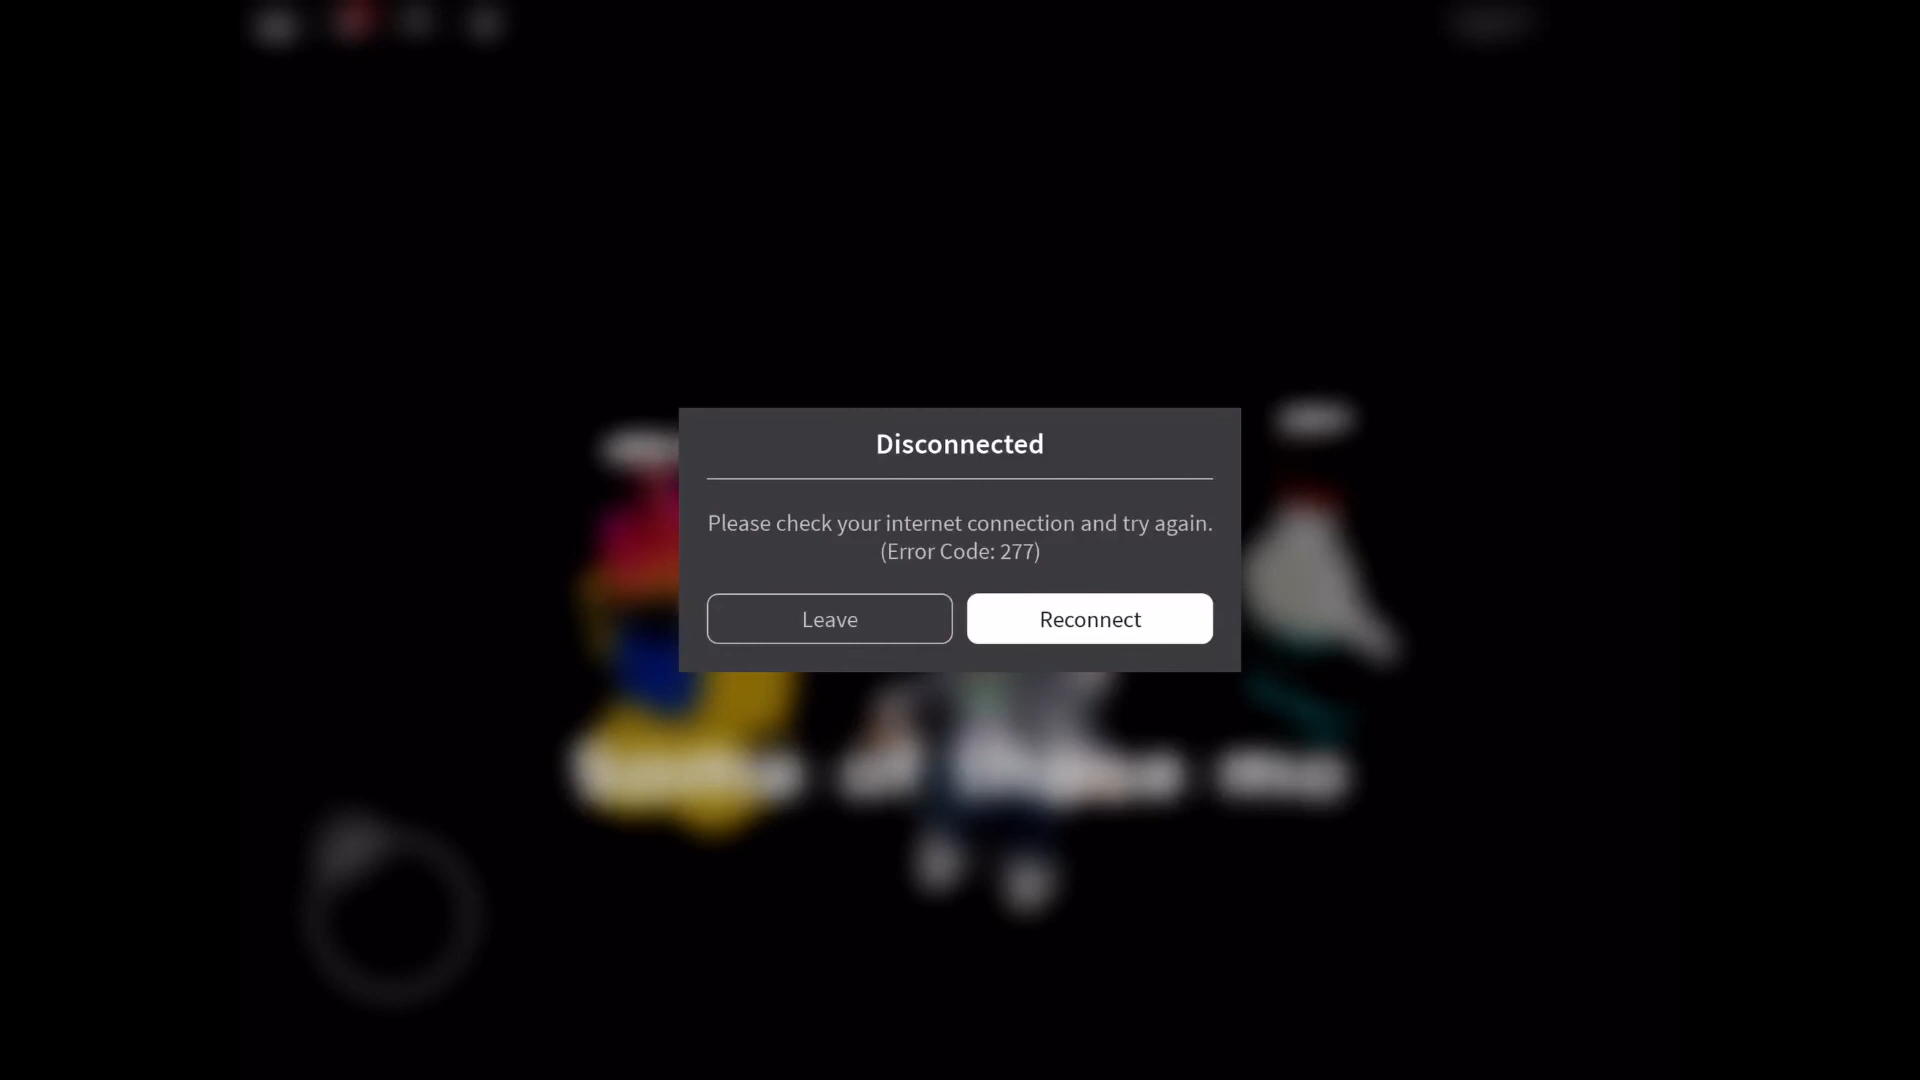 Disconnected
Please check your internet connection and try again.
(Error Code: 277)
Leave
Reconnect